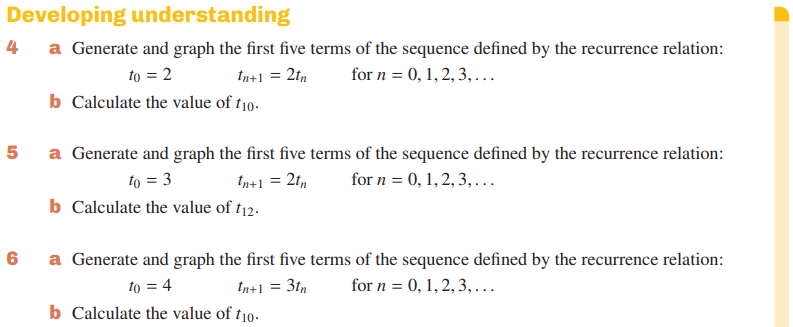 Developing understanding
4 a Generate and graph the first five terms of the sequence defined by the recurrence relation:
t₀ = 2 tₙ₊₁ = 2tₙ for n = 0, 1, 2, 3, . . .
b Calculate the value of t₁₀.
5 a Generate and graph the first five terms of the sequence defined by the recurrence relation:
t₀ = 3 tₙ₊₁ = 2tₙ for n = 0, 1, 2, 3, . . .
b Calculate the value of t₁₂.
6 a Generate and graph the first five terms of the sequence defined by the recurrence relation:
t₀ = 4 tₙ₊₁ = 3tₙ for n = 0, 1, 2, 3, . . .
b Calculate the value of t₁₀.